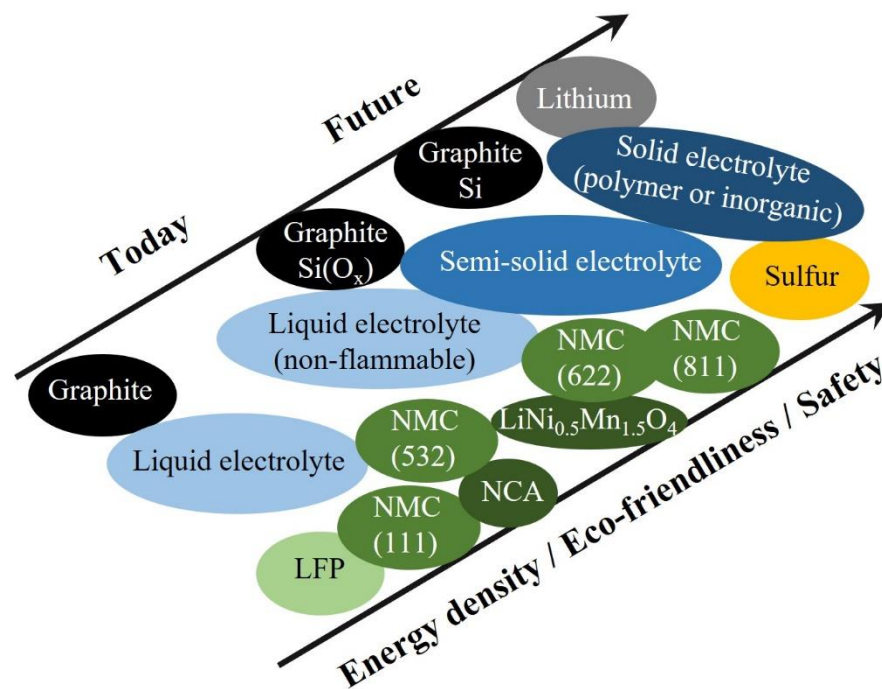 Future
Today
Lithium
Graphite
Si
Solid electrolyte
(polymer or inorganic)
Graphite
Si(Oₓ)
Semi-solid electrolyte
Sulfur
Liquid electrolyte
(non-flammable)
NMC
(622)
NMC
(811)
Graphite
LiNi₀.₅Mn₁.₅O₄
Liquid electrolyte
NMC
(532)
NCA
NMC
(111)
LFP
Energy density / Eco-friendliness / Safety